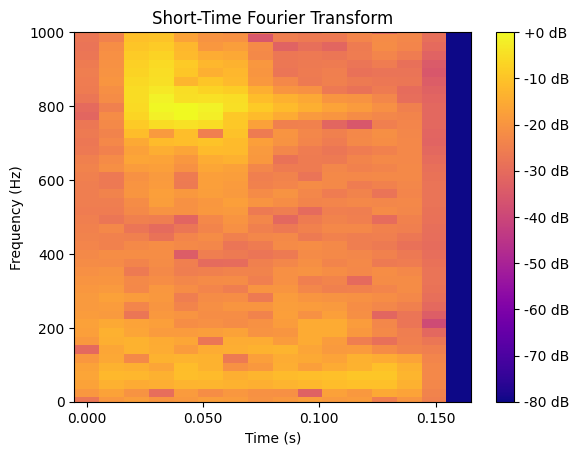 Short-Time Fourier Transform
1000
800
600
400
200
0
Frequency (Hz)
0.000
0.050
0.100
0.150
Time (s)
+0 dB
-10 dB
-20 dB
-30 dB
-40 dB
-50 dB
-60 dB
-70 dB
-80 dB